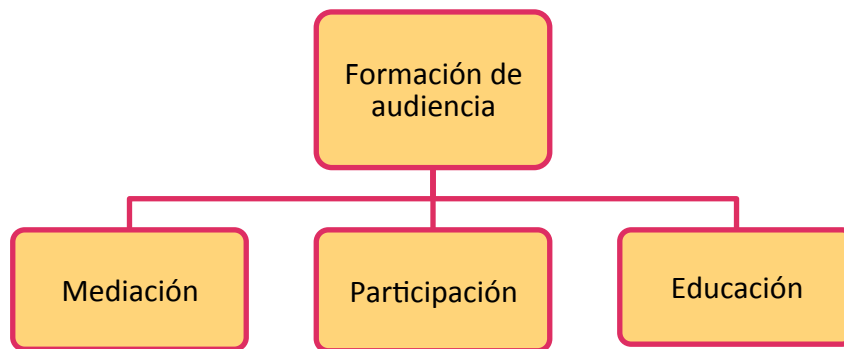 Formación de
audiencia
Mediación
Participación
Educación